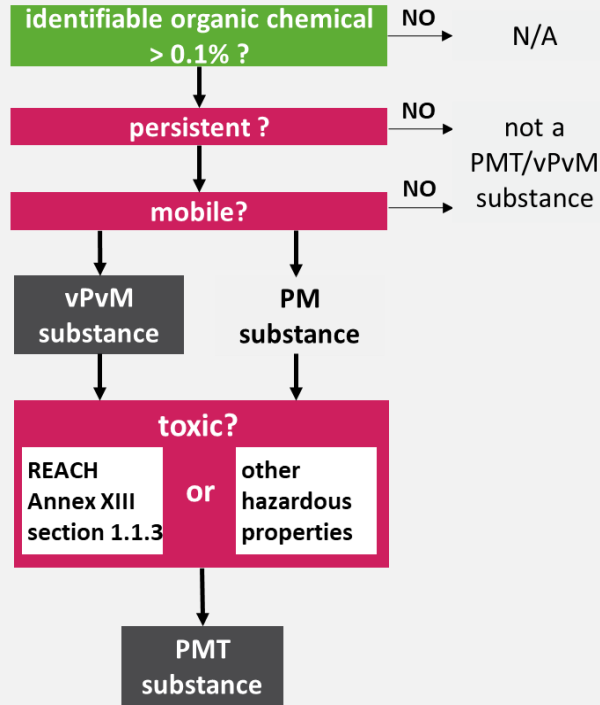 identifiable organic chemical
> 0.1% ?
NO
N/A
persistent ?
NO
not a
PMT/vPvM
substance
mobile?
NO
vPvM
substance
PM
substance
toxic?
REACH
Annex XIII
section 1.1.3
or
other
hazardous
properties
PMT
substance